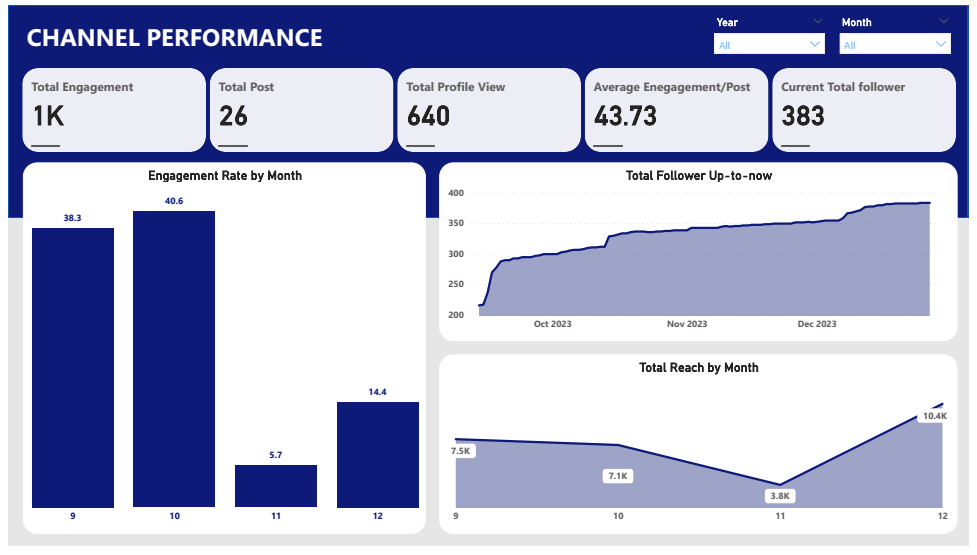 CHANNEL PERFORMANCE
Year
Month
All
All
Total Engagement
1K
Total Post
26
Total Profile View
640
Average Enegagement/Post
43.73
Current Total follower
383
Engagement Rate by Month
38.3
40.6
5.7
14.4
9
10
11
12
Total Follower Up-to-now
400
350
300
250
200
Oct 2023
Nov 2023
Dec 2023
Total Reach by Month
7.5K
7.1K
3.8K
10.4K
9
10
11
12